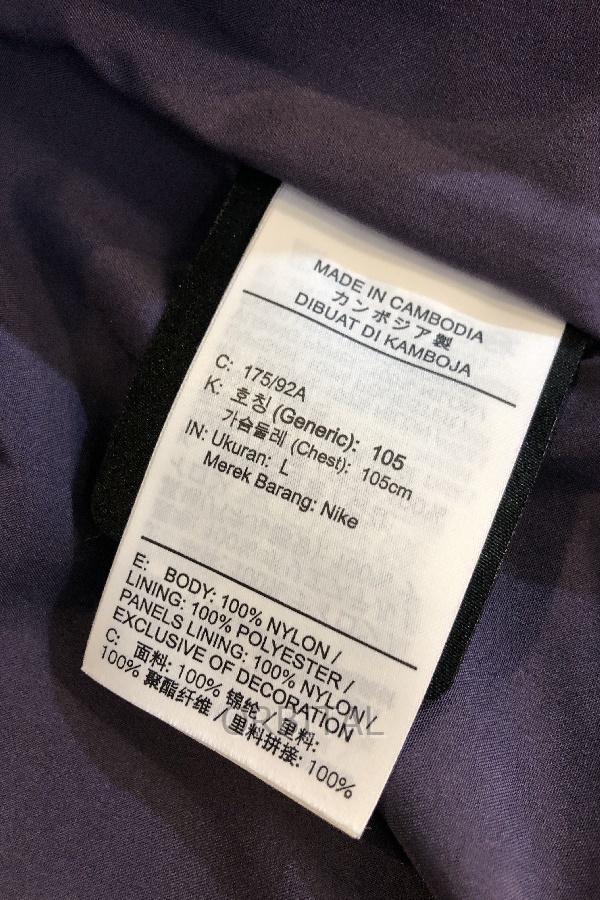 MADE IN CAMBODIA
カンボジア製
DIBUAT DI KAMBOJA
C: 175/92A
K: 호칭 (Generic): 105
가슴둘레 (Chest): 105cm
IN: Ukuran: L
Merek Barang: Nike
E: BODY: 100% NYLON /
LINING: 100% POLYESTER /
PANELS LINING: 100% NYLON /
EXCLUSIVE OF DECORATION
C: 面料: 100% 锦纶 / 里料:
100% 聚酯纤维 / 里料拼接: 100%
ORBITAL